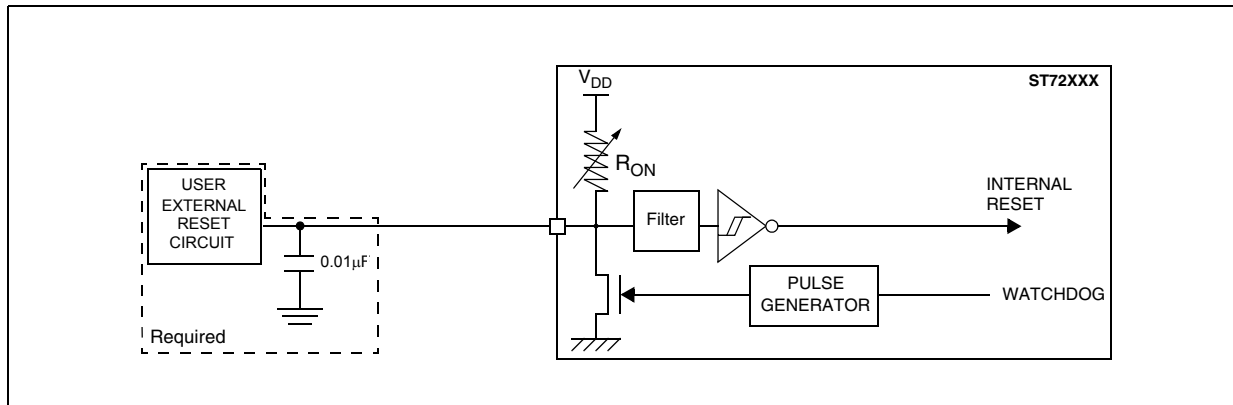 V_DD
ST72XXX
R_ON
USER
EXTERNAL
RESET
CIRCUIT
0.01μF
Required
Filter
INTERNAL
RESET
PULSE
GENERATOR
WATCHDOG